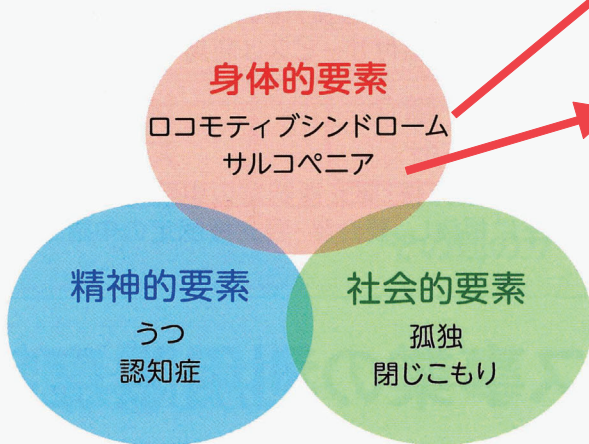 身体的要素
ロコモティブシンドローム
サルコペニア
精神的要素
うつ
認知症
社会的要素
孤独
閉じこもり